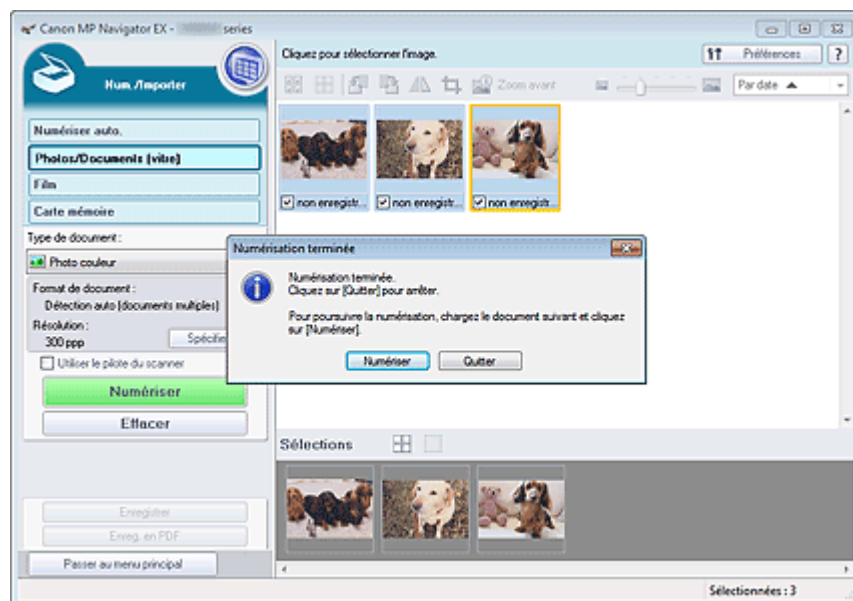 Canon MP Navigator EX - series
Cliquez pour sélectionner l'image.
Préférences
?
Num./Importer
Zoom avant
Par date
Numériser auto.
Photos/Documents (vitre)
Film
Carte mémoire
non enregistr...
non enregistr...
non enregistr...
Type de document :
Photo couleur
Format de document :
Détection auto (documents multiples)
Résolution :
300 ppp
Spécifie
Utiliser le pilote du scanner
Numériser
Effacer
Numérisation terminée
Numérisation terminée.
Cliquez sur [Quitter] pour arrêter.
Pour poursuivre la numérisation, chargez le document suivant et cliquez
sur [Numériser].
Numériser
Quitter
Sélections
Enregistrer
Enreg. en PDF
Passer au menu principal
Sélectionnées : 3